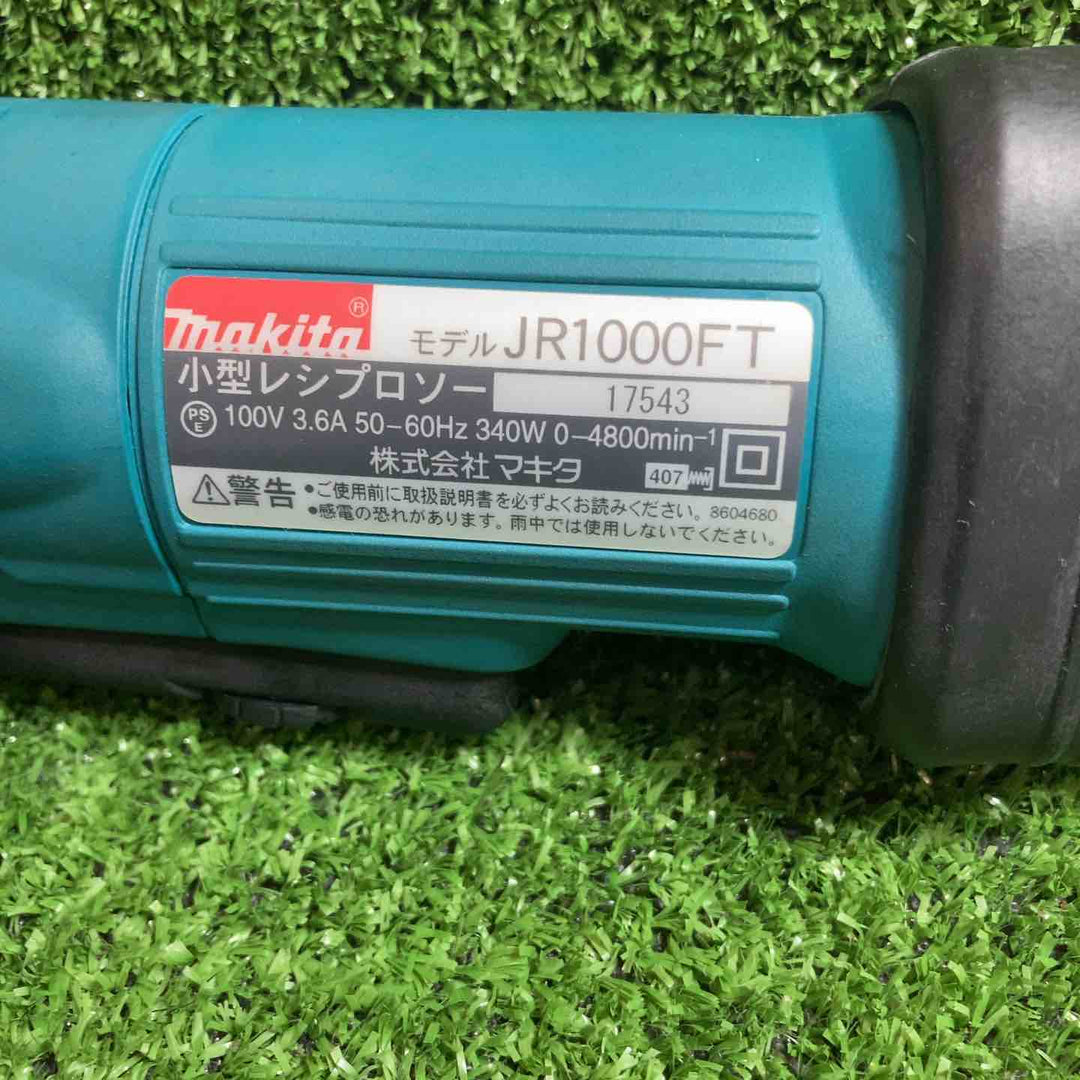 makita®
モデル JR1000FT
小型レシプロソー 17543
PSE 100V 3.6A 50-60Hz 340W 0-4800min-1
株式会社マキタ 407
警告 •ご使用前に取扱説明書を必ずよくお読みください。 8604680
•感電の恐れがあります。雨中では使用しないでください。